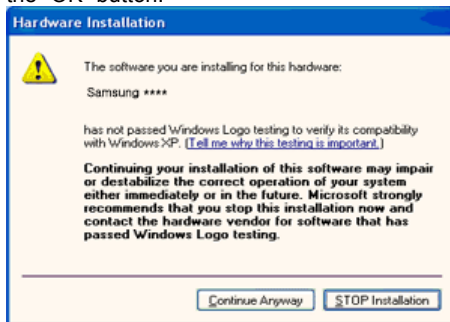 the "OK" button.
Hardware Installation
The software you are installing for this hardware:
Samsung ****
has not passed Windows Logo testing to verify its compatibility
with Windows XP. (Tell me why this testing is important.)
Continuing your installation of this software may impair
or destabilize the correct operation of your system
either immediately or in the future. Microsoft strongly
recommends that you stop this installation now and
contact the hardware vendor for software that has
passed Windows Logo testing.
Continue Anyway STOP Installation